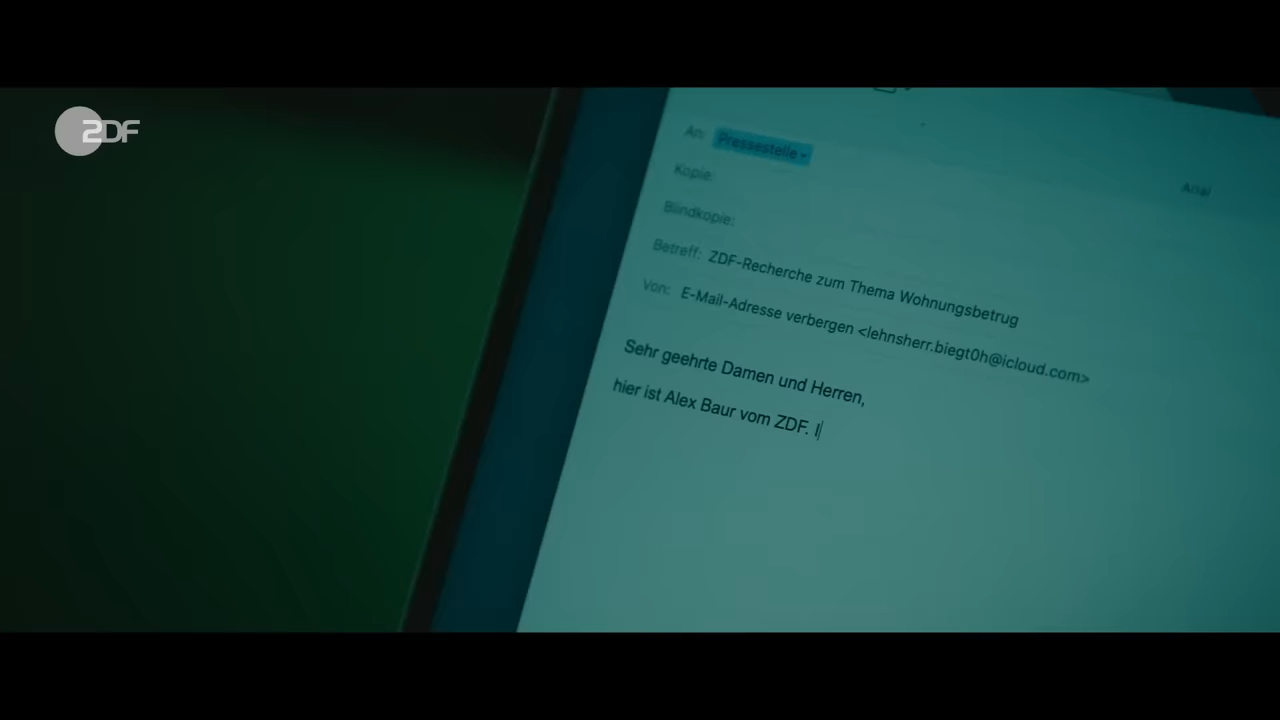 ZDF
An: Pressestelle
Arial
Kopie:
Blindkopie:
Betreff: ZDF-Recherche zum Thema Wohnungsbetrug
Von: E-Mail-Adresse verbergen <lehnsherr.biegt0h@icloud.com>
Sehr geehrte Damen und Herren,
hier ist Alex Baur vom ZDF. I